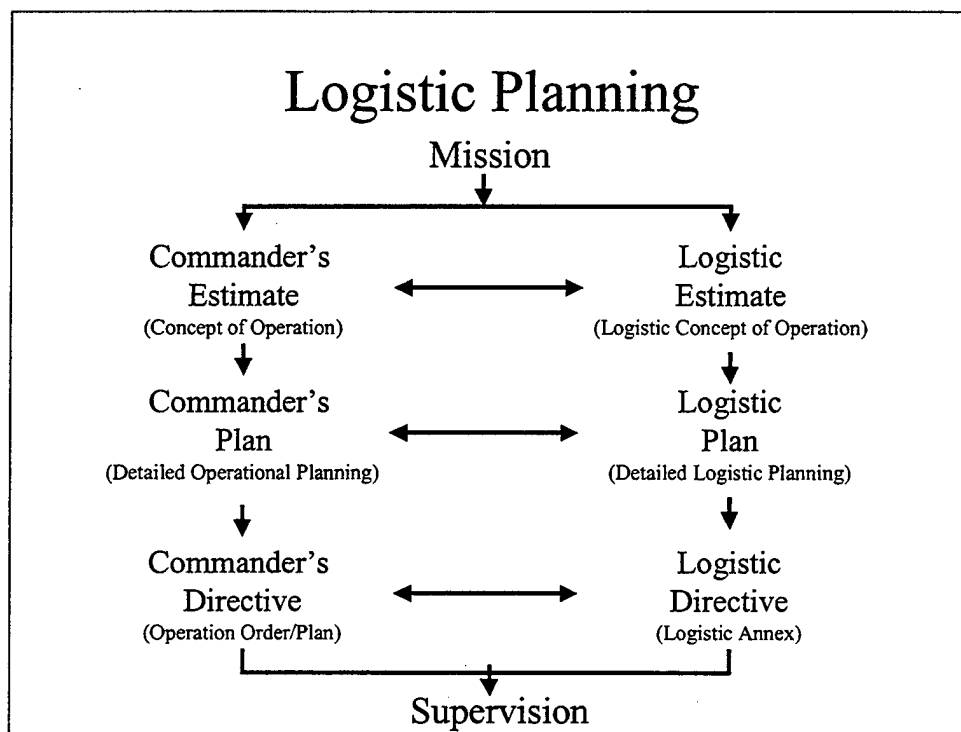 Logistic Planning
Mission
Commander's
Estimate
(Concept of Operation)
Logistic
Estimate
(Logistic Concept of Operation)
Commander's
Plan
(Detailed Operational Planning)
Logistic
Plan
(Detailed Logistic Planning)
Commander's
Directive
(Operation Order/Plan)
Logistic
Directive
(Logistic Annex)
Supervision